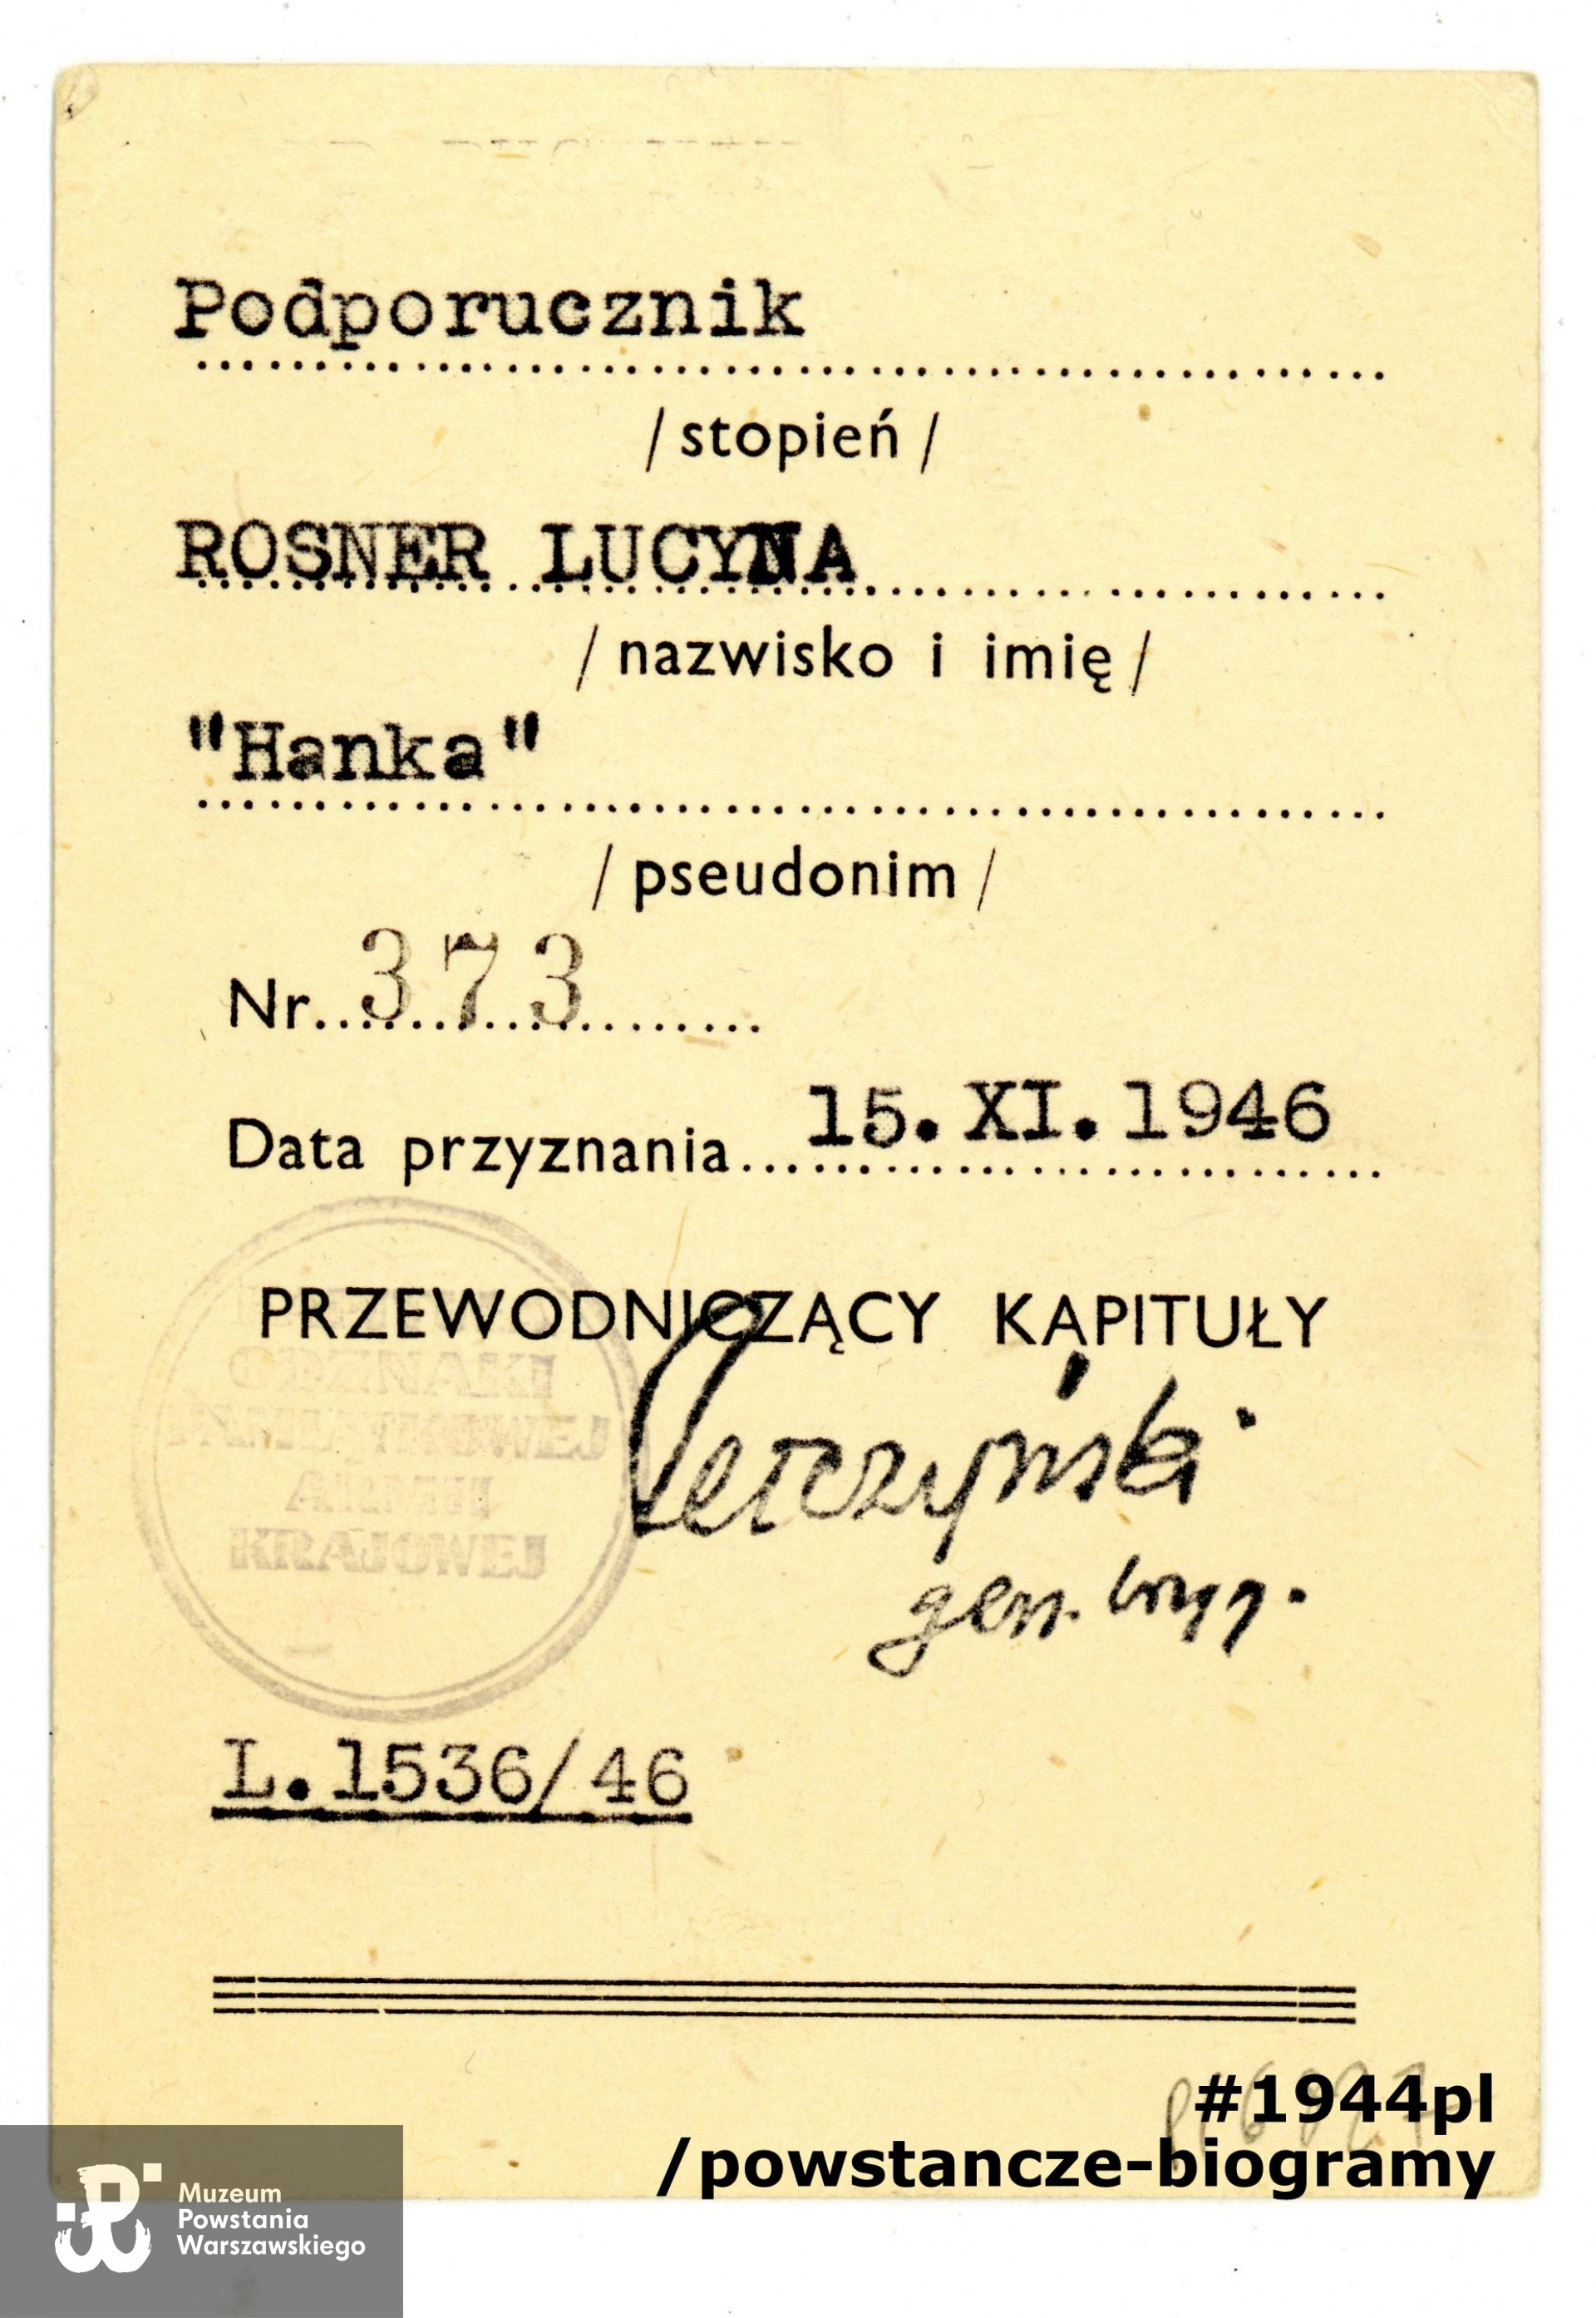 Podporucznik
/ stopień /
ROSNER LUCYNA
/ nazwisko i imię /
"Hanka"
/ pseudonim /
Nr. 373
Data przyznania 15.XI.1946
PRZEWODNICZĄCY KAPITUŁY
ODZNAKI
PAMIĄTKOWEJ
ARMII
KRAJOWEJ
Pełczyński
gen. bryg.
L.1536/46
#1944pl
/powstancze-biogramy
Muzeum
Powstania
Warszawskiego